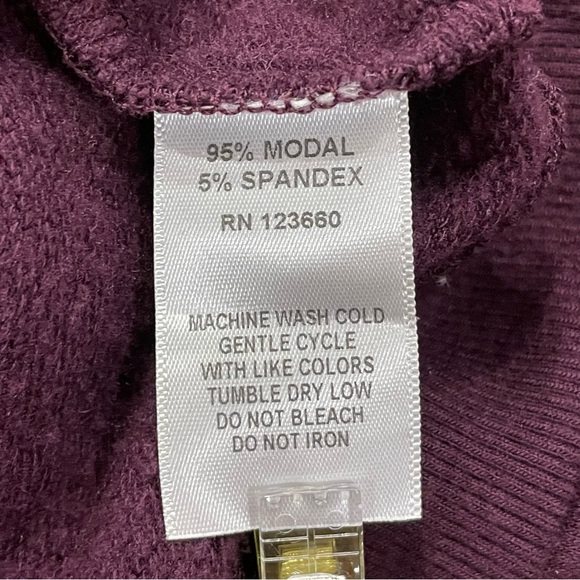 95% MODAL
5% SPANDEX
RN 123660
MACHINE WASH COLD
GENTLE CYCLE
WITH LIKE COLORS
TUMBLE DRY LOW
DO NOT BLEACH
DO NOT IRON